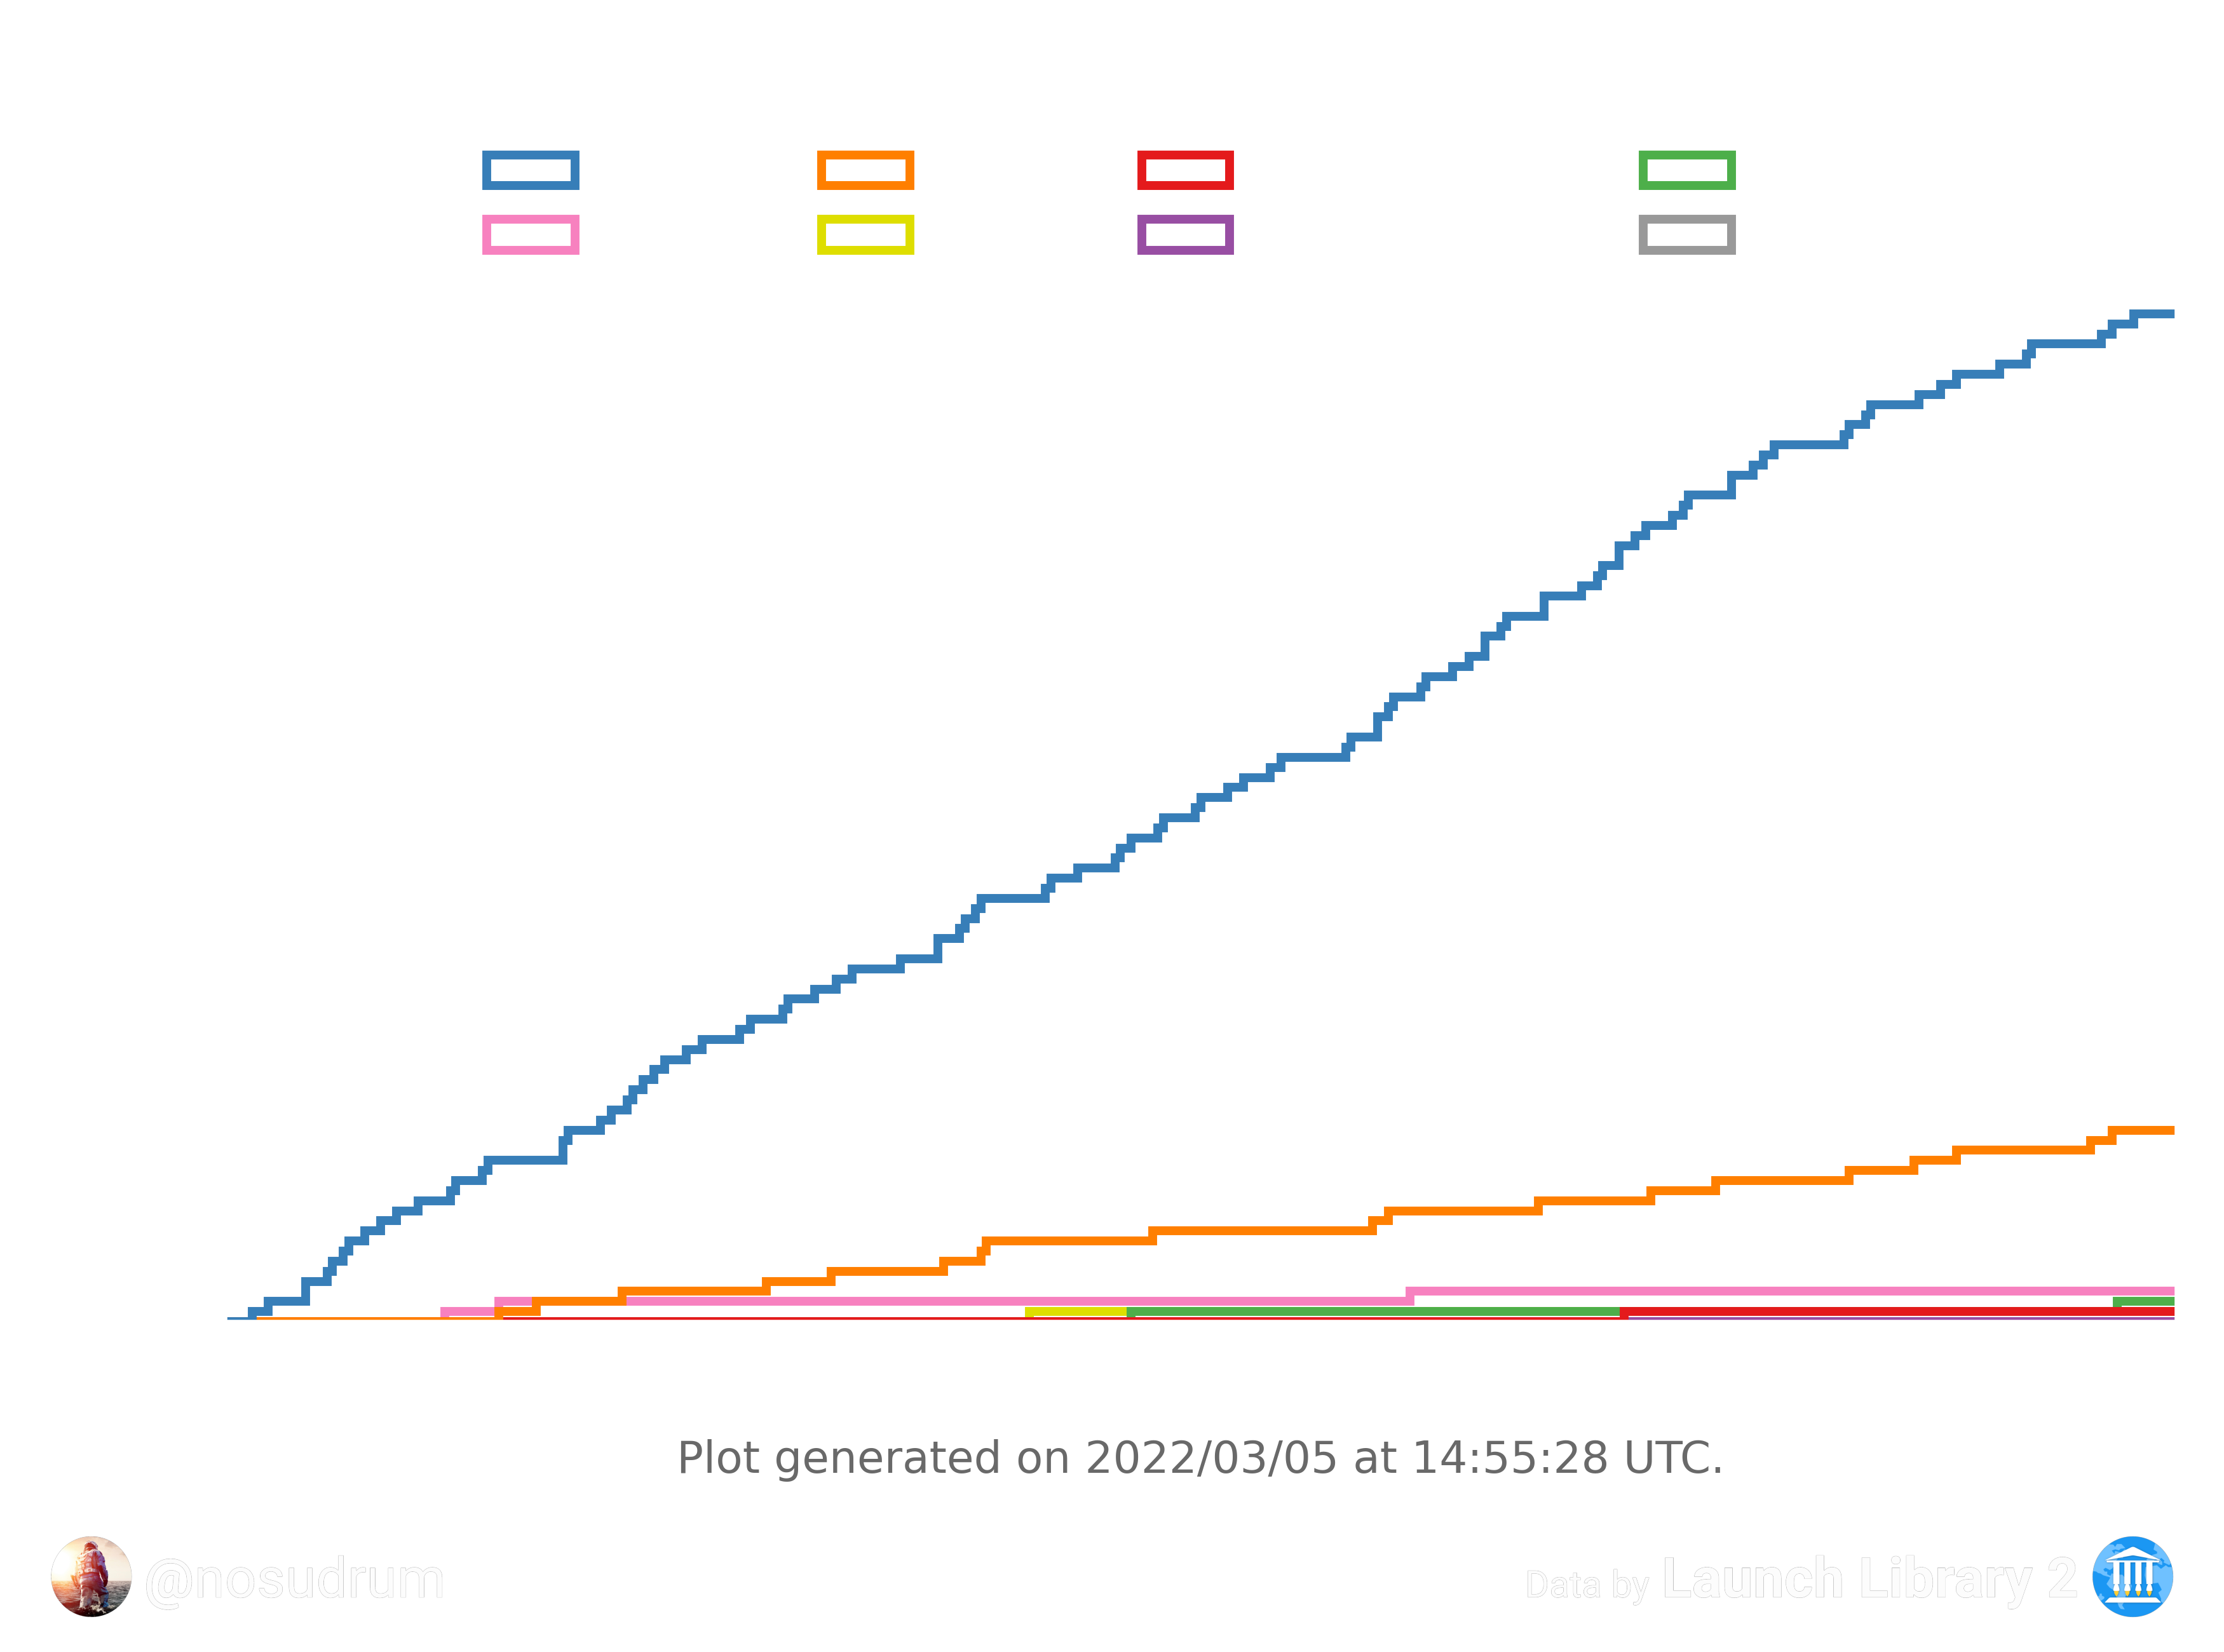 Plot generated on 2022/03/05 at 14:55:28 UTC.
@nosudrum
Data by Launch Library 2